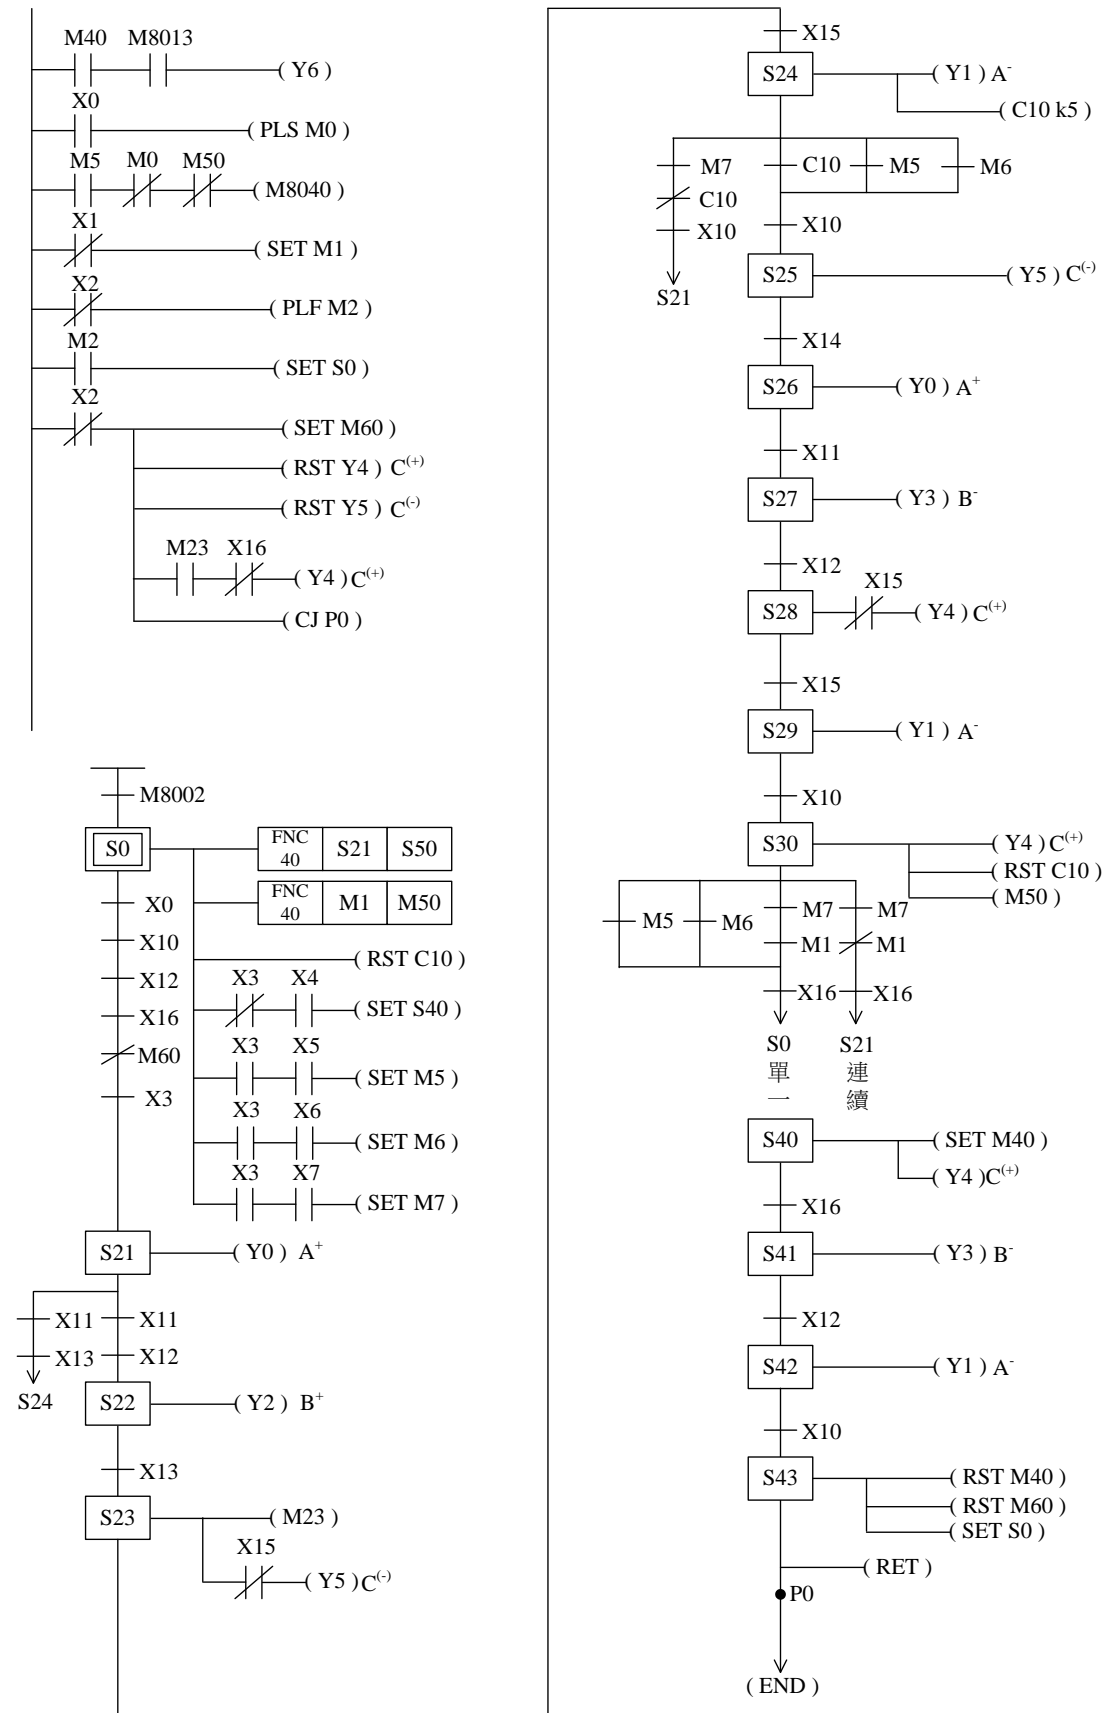 M40 M8013
( Y6 )
X0
( PLS M0 )
M5 M0 M50
( M8040 )
X1
( SET M1 )
X2
( PLF M2 )
M2
( SET S0 )
X2
( SET M60 )
( RST Y4 ) C(+)
( RST Y5 ) C(-)
M23 X16
( Y4 ) C(+)
( CJ P0 )
M8002
S0
FNC 40 S21 S50
FNC 40 M1 M50
X0
X10
X12
X16
M60
X3
( RST C10 )
X3 X4
( SET S40 )
X3 X5
( SET M5 )
X3 X6
( SET M6 )
X3 X7
( SET M7 )
S21
( Y0 ) A+
X11 X11
X13 X12
S24
S22
( Y2 ) B+
X13
S23
( M23 )
X15
( Y5 ) C(-)
X15
S24
( Y1 ) A-
( C10 k5 )
M7 C10 M5 M6
C10
X10 X10
S21
S25
( Y5 ) C(-)
X14
S26
( Y0 ) A+
X11
S27
( Y3 ) B-
X12
S28
X15
( Y4 ) C(+)
X15
S29
( Y1 ) A-
X10
S30
( Y4 ) C(+)
( RST C10 )
( M50 )
M5 M6 M7 M7
M1 M1
X16 X16
S0 S21
單一 連續
S40
( SET M40 )
( Y4 )C(+)
X16
S41
( Y3 ) B-
X12
S42
( Y1 ) A-
X10
S43
( RST M40 )
( RST M60 )
( SET S0 )
( RET )
P0
( END )